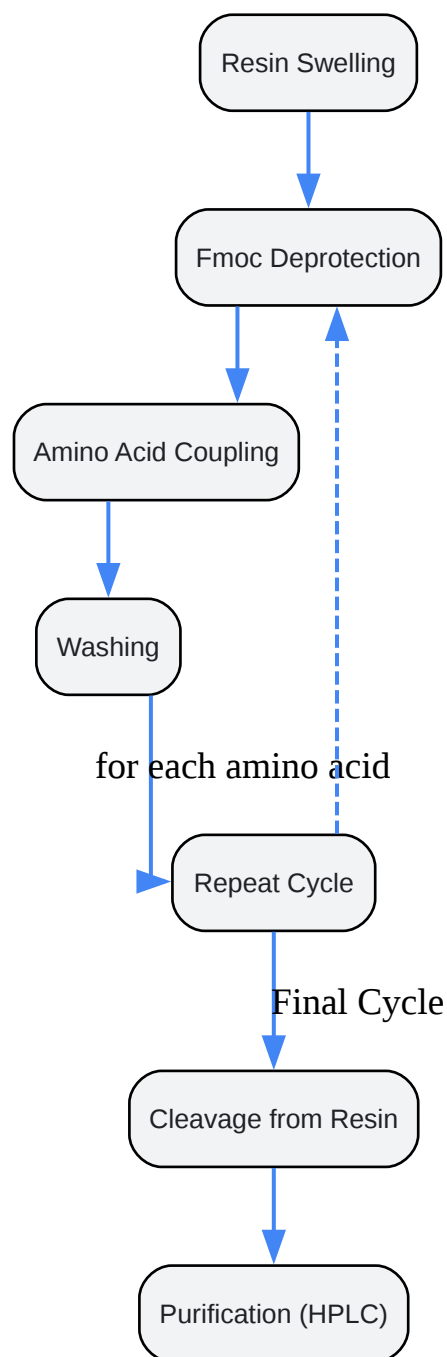 Resin Swelling
Fmoc Deprotection
Amino Acid Coupling
Washing
for each amino acid
Repeat Cycle
Final Cycle
Cleavage from Resin
Purification (HPLC)